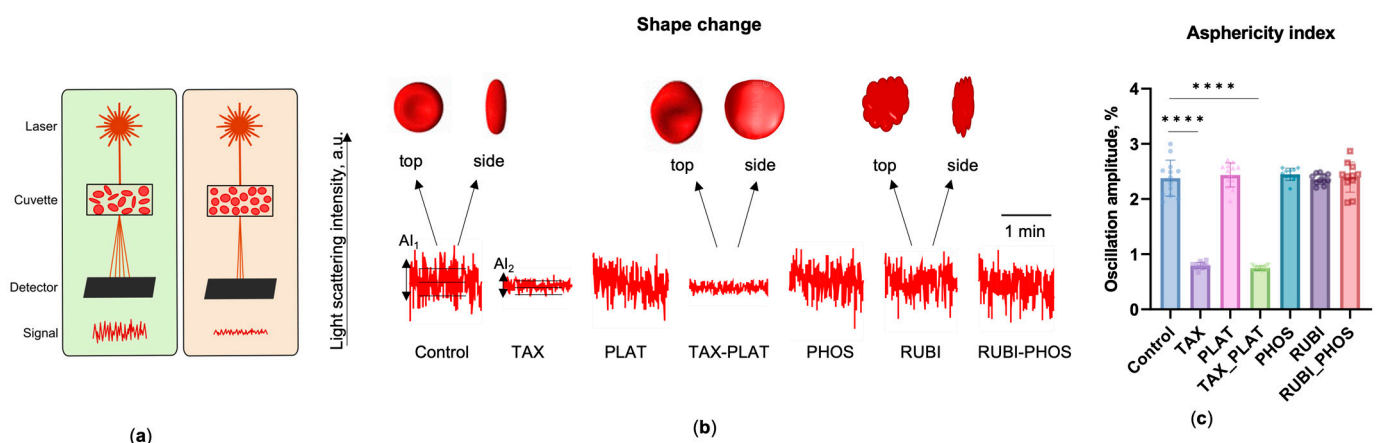 Shape change
Asphericity index
Laser
Cuvette
Detector
Signal
(a)
Light scattering intensity, a.u.
top
side
top
side
top
side
1 min
AI1
AI2
Control
TAX
PLAT
TAX-PLAT
PHOS
RUBI
RUBI-PHOS
(b)
Oscillation amplitude, %
4
3
2
1
0
****
****
Control
TAX
PLAT
TAX_PLAT
PHOS
RUBI
RUBI_PHOS
(c)